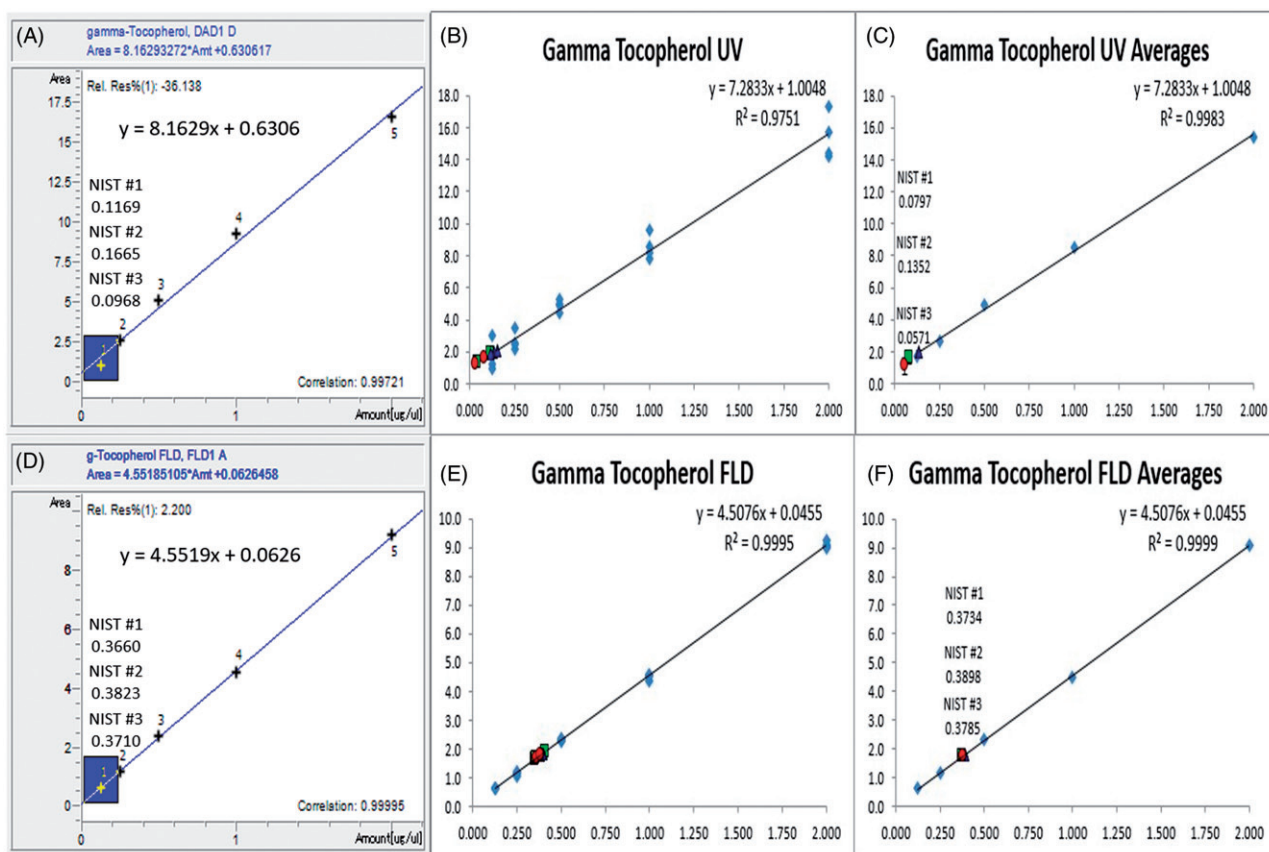 (A)
gamma-Tocopherol, DAD1 D
Area = 8.16293272*Amt +0.630617
Area
Rel. Res%(1): -36.138
y = 8.1629x + 0.6306
17.5
15
12.5
10
7.5
5
2.5
0
NIST #1
0.1169
NIST #2
0.1665
NIST #3
0.0968
1
2
3
4
5
Correlation: 0.99721
0
1
Amount[ug/ul]
(B)
Gamma Tocopherol UV
y = 7.2833x + 1.0048
R² = 0.9751
18.0
16.0
14.0
12.0
10.0
8.0
6.0
4.0
2.0
0.0
0.000 0.250 0.500 0.750 1.000 1.250 1.500 1.750 2.000
(C)
Gamma Tocopherol UV Averages
y = 7.2833x + 1.0048
R² = 0.9983
18.0
16.0
14.0
12.0
10.0
8.0
6.0
4.0
2.0
0.0
NIST #1
0.0797
NIST #2
0.1352
NIST #3
0.0571
0.000 0.250 0.500 0.750 1.000 1.250 1.500 1.750 2.000
(D)
g-Tocopherol FLD, FLD1 A
Area = 4.55185105*Amt +0.0626458
Area
Rel. Res%(1): 2.200
y = 4.5519x + 0.0626
8
6
4
2
0
NIST #1
0.3660
NIST #2
0.3823
NIST #3
0.3710
1
2
3
4
5
Correlation: 0.99995
0
1
Amount[ug/ul]
(E)
Gamma Tocopherol FLD
y = 4.5076x + 0.0455
R² = 0.9995
10.0
9.0
8.0
7.0
6.0
5.0
4.0
3.0
2.0
1.0
0.0
0.000 0.250 0.500 0.750 1.000 1.250 1.500 1.750 2.000
(F)
Gamma Tocopherol FLD Averages
y = 4.5076x + 0.0455
R² = 0.9999
10.0
9.0
8.0
7.0
6.0
5.0
4.0
3.0
2.0
1.0
0.0
NIST #1
0.3734
NIST #2
0.3898
NIST #3
0.3785
0.000 0.250 0.500 0.750 1.000 1.250 1.500 1.750 2.000